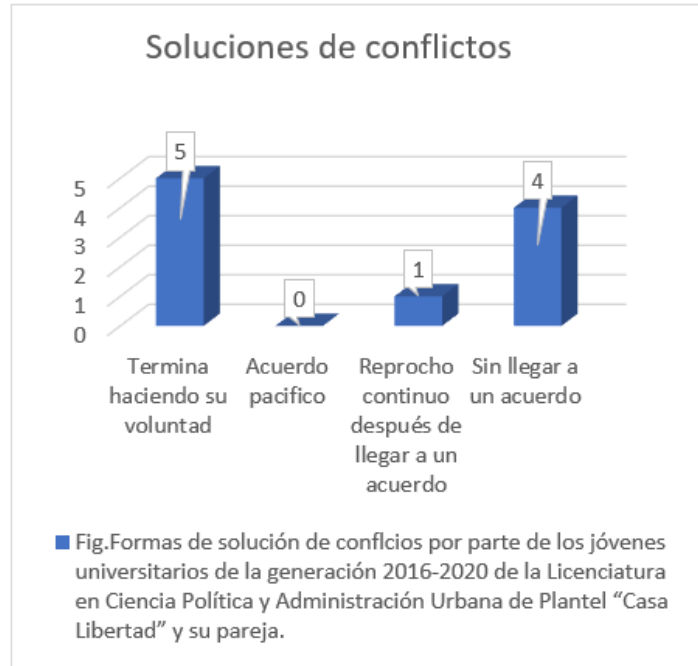 Soluciones de conflictos
5
0
1
4
5
4
3
2
1
0
Termina
haciendo su
voluntad
Acuerdo
pacifico
Reprocho
continuo
después de
llegar a un
acuerdo
Sin llegar a
un acuerdo
Fig.Formas de solución de conflcios por parte de los jóvenes
universitarios de la generación 2016-2020 de la Licenciatura
en Ciencia Política y Administración Urbana de Plantel “Casa
Libertad” y su pareja.